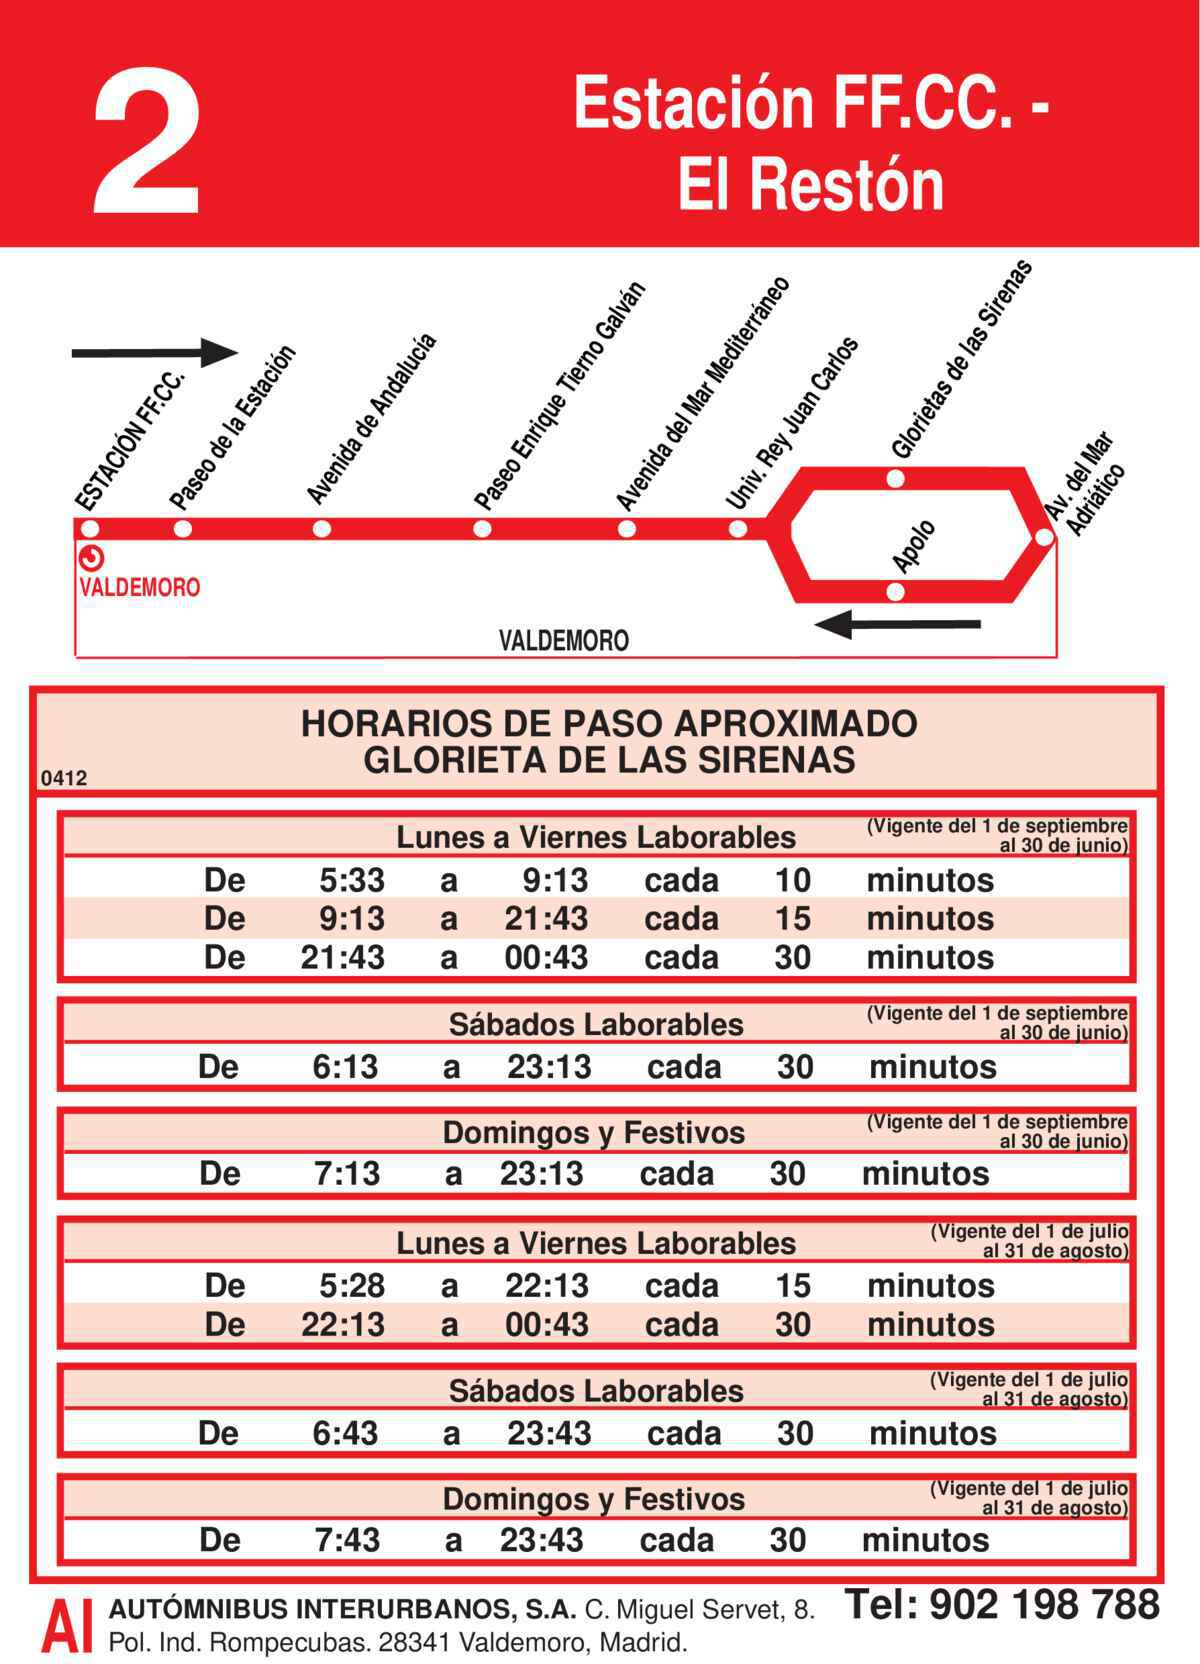 2
Estación FF.CC. -
El Restón
ESTACIÓN FF.CC.
Paseo de la Estación
Avenida de Andalucía
Paseo Enrique Tierno Galván
Avenida del Mar Mediterráneo
Univ. Rey Juan Carlos
Glorietas de las Sirenas
Av. del Mar
Adriático
Apolo
VALDEMORO
VALDEMORO
HORARIOS DE PASO APROXIMADO
GLORIETA DE LAS SIRENAS
0412
Lunes a Viernes Laborables (Vigente del 1 de septiembre
al 30 de junio)
De 5:33 a 9:13 cada 10 minutos
De 9:13 a 21:43 cada 15 minutos
De 21:43 a 00:43 cada 30 minutos
Sábados Laborables (Vigente del 1 de septiembre
al 30 de junio)
De 6:13 a 23:13 cada 30 minutos
Domingos y Festivos (Vigente del 1 de septiembre
al 30 de junio)
De 7:13 a 23:13 cada 30 minutos
Lunes a Viernes Laborables (Vigente del 1 de julio
al 31 de agosto)
De 5:28 a 22:13 cada 15 minutos
De 22:13 a 00:43 cada 30 minutos
Sábados Laborables (Vigente del 1 de julio
al 31 de agosto)
De 6:43 a 23:43 cada 30 minutos
Domingos y Festivos (Vigente del 1 de julio
al 31 de agosto)
De 7:43 a 23:43 cada 30 minutos
AI AUTÓMNIBUS INTERURBANOS, S.A. C. Miguel Servet, 8. Tel: 902 198 788
Pol. Ind. Rompecubas. 28341 Valdemoro, Madrid.